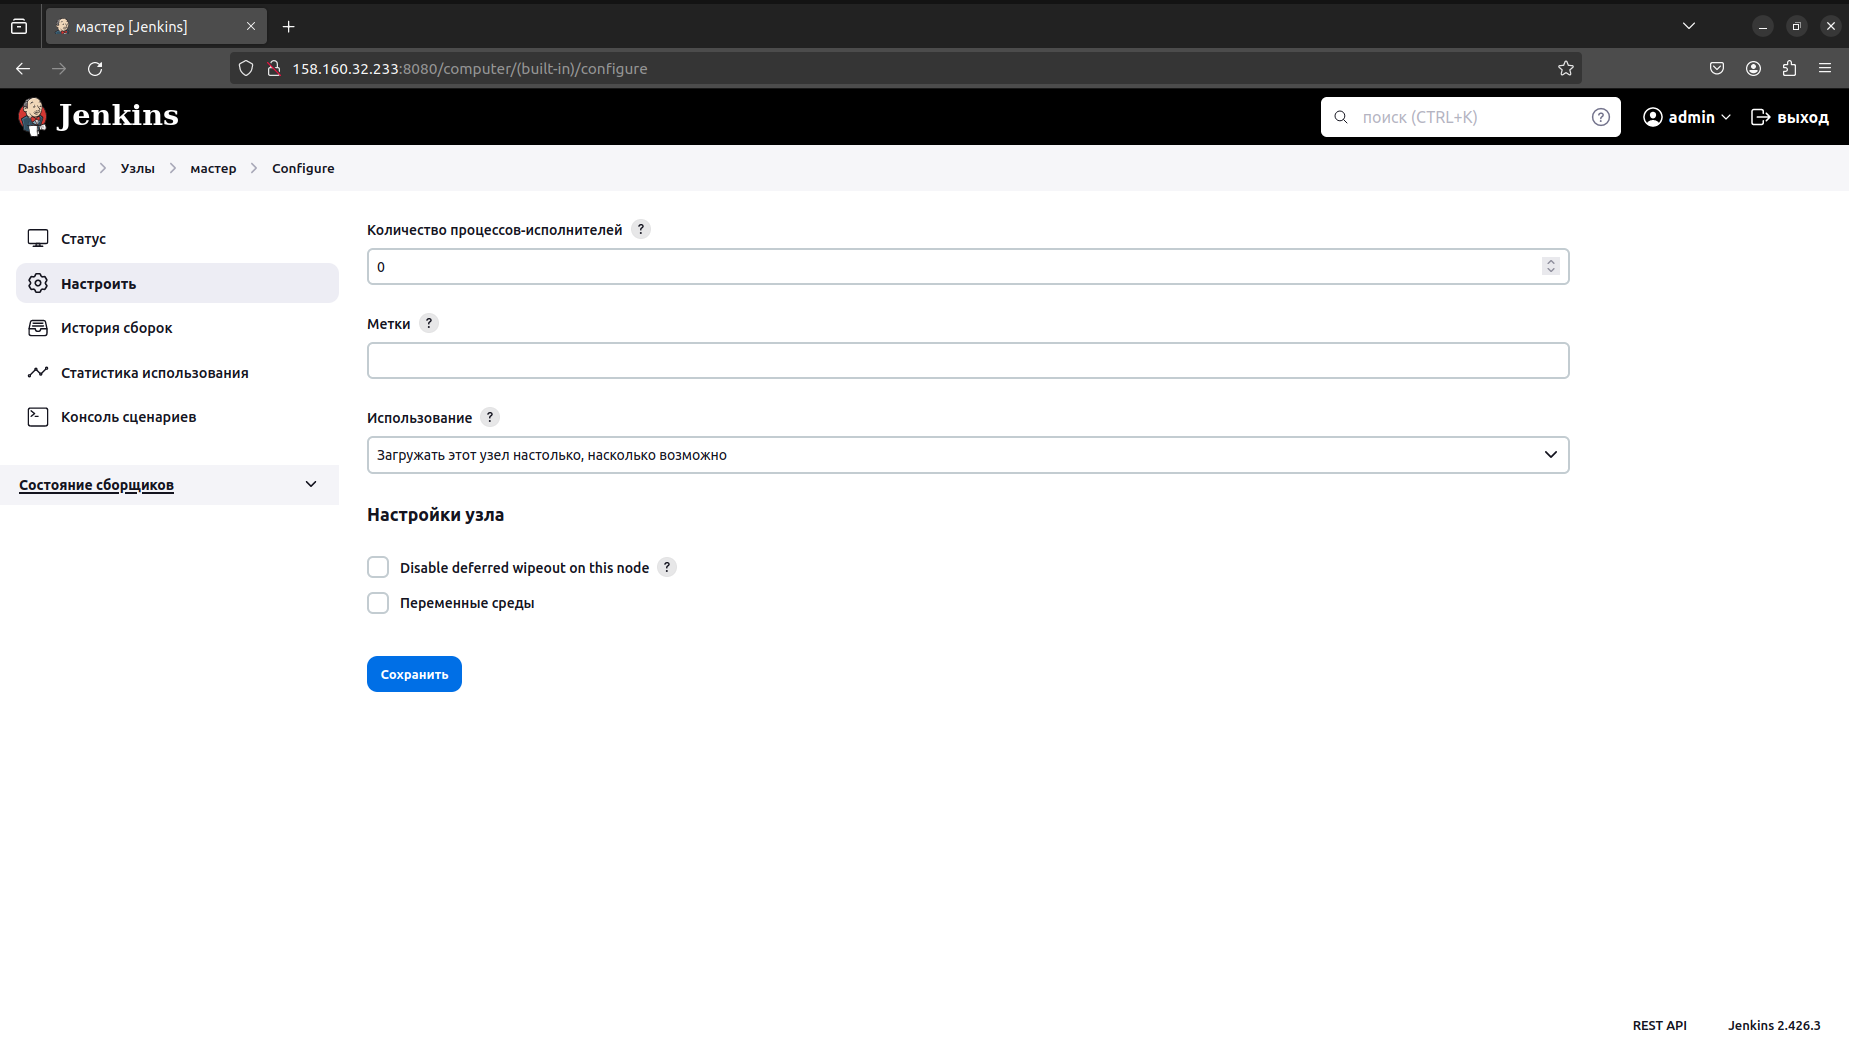 мастер [Jenkins]
158.160.32.233:8080/computer/(built-in)/configure
Jenkins
поиск (CTRL+K)
?
admin
выход
Dashboard
Узлы
мастер
Configure
Статус
Настроить
История сборок
Статистика использования
Консоль сценариев
Состояние сборщиков
Количество процессов-исполнителей ?
0
Метки ?
Использование ?
Загружать этот узел настолько, насколько возможно
Настройки узла
Disable deferred wipeout on this node ?
Переменные среды
Сохранить
REST API
Jenkins 2.426.3